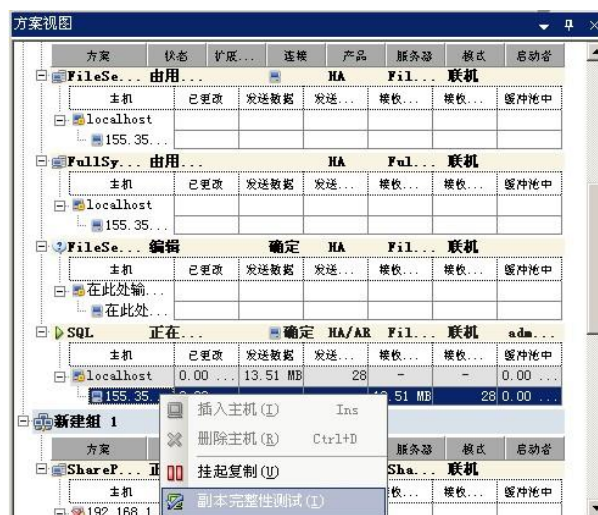 方案视图
方案 状态 扩展... 连接 产品 服务器 模式 启动者
FileSe... 由用... HA Fil... 联机
主机 已更改 发送数据 发送... 接收... 接收... 缓冲池中
localhost
155.35...
FullSy... 由用... HA Ful... 联机
主机 已更改 发送数据 发送... 接收... 接收... 缓冲池中
localhost
155.35...
FileSe... 编辑 确定 HA Fil... 联机
主机 已更改 发送数据 发送... 接收... 接收... 缓冲池中
在此处输...
在此处...
SQL 正在... 确定 HA/AR Fil... 联机 adm...
主机 已更改 发送数据 发送... 接收... 接收... 缓冲池中
localhost 0.00 ... 13.51 MB 28 - - 0.00 ...
155.35... 51 MB 28 0.00 ...
插入主机(I) Ins
新建组 1
删除主机(R) Ctrl+D
方案 服务器 模式 启动者
挂起复制(U)
ShareP... Sha... 联机
主机 缓冲池中
副本完整性测试(I)
192.168.1